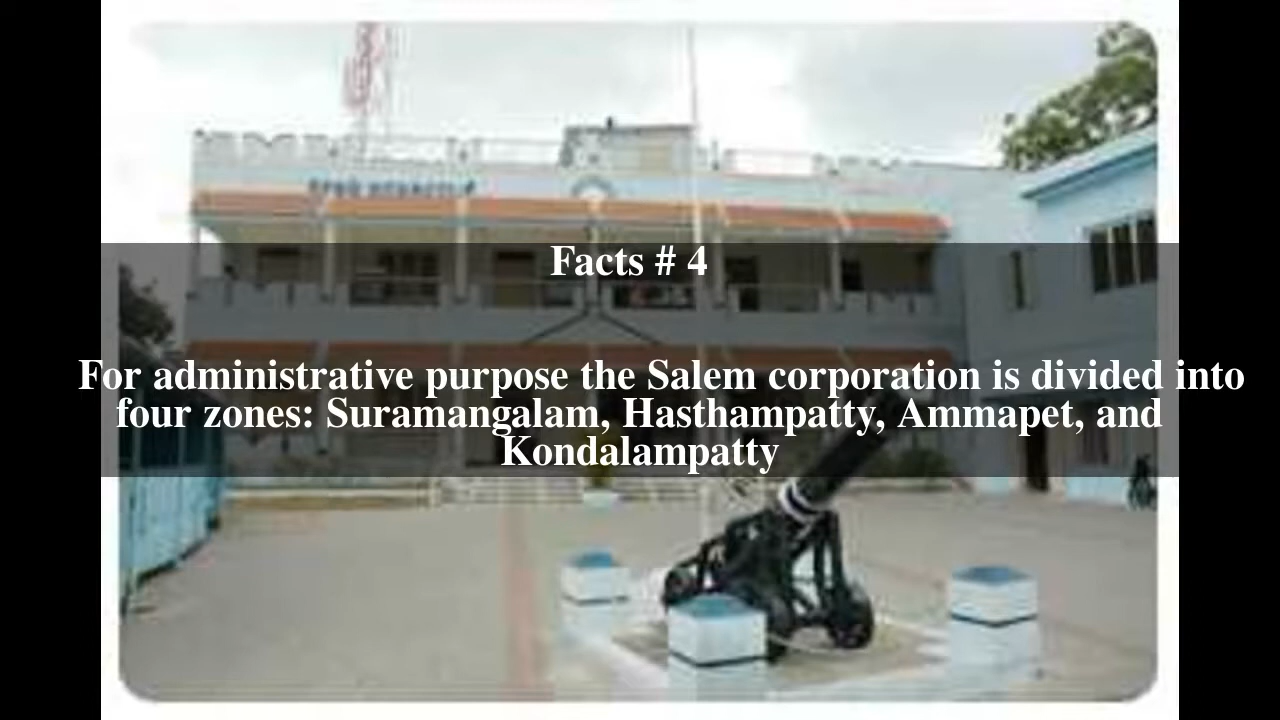 Facts # 4
For administrative purpose the Salem corporation is divided into
four zones: Suramangalam, Hasthampatty, Ammapet, and
Kondalampatty